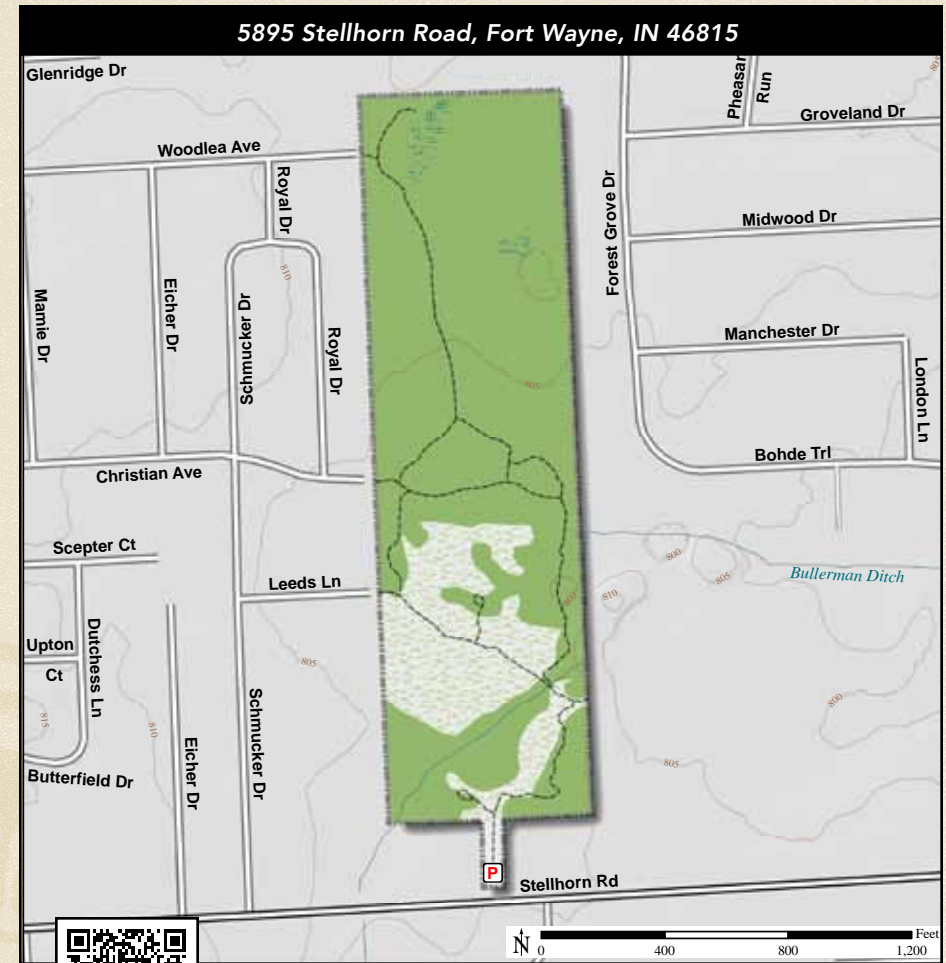 5895 Stellhorn Road, Fort Wayne, IN 46815
Glenridge Dr
Pheasan
Run
805
Groveland Dr
Woodlea Ave
Royal Dr
Forest Grove Dr
Midwood Dr
810
Mamie Dr
Eicher Dr
Schmucker Dr
Royal Dr
Manchester Dr
London Ln
805
Bohde Trl
Christian Ave
Scepter Ct
800
805
Bullerman Ditch
Leeds Ln
800
810
Upton
Ct
Dutchess Ln
805
815
810
Schmucker Dr
800
Eicher Dr
805
Butterfield Dr
P
Stellhorn Rd
N
0
400
800
1,200
Feet